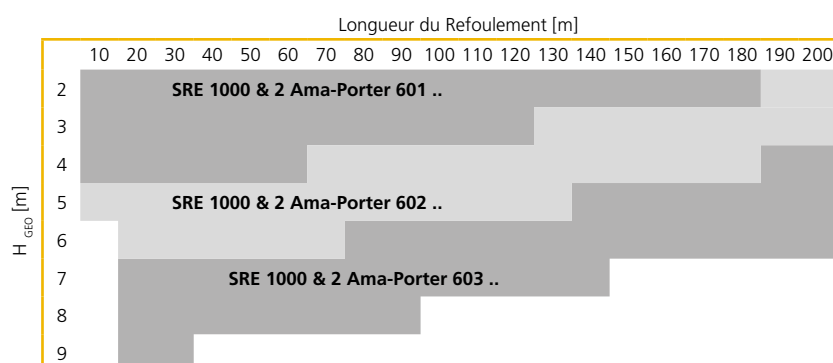 Longueur du Refoulement [m]
10 20 30 40 50 60 70 80 90 100 110 120 130 140 150 160 170 180 190 200
2 SRE 1000 & 2 Ama-Porter 601 ..
3
4
5 SRE 1000 & 2 Ama-Porter 602 ..
6
7 SRE 1000 & 2 Ama-Porter 603 ..
8
9
H GEO [m]